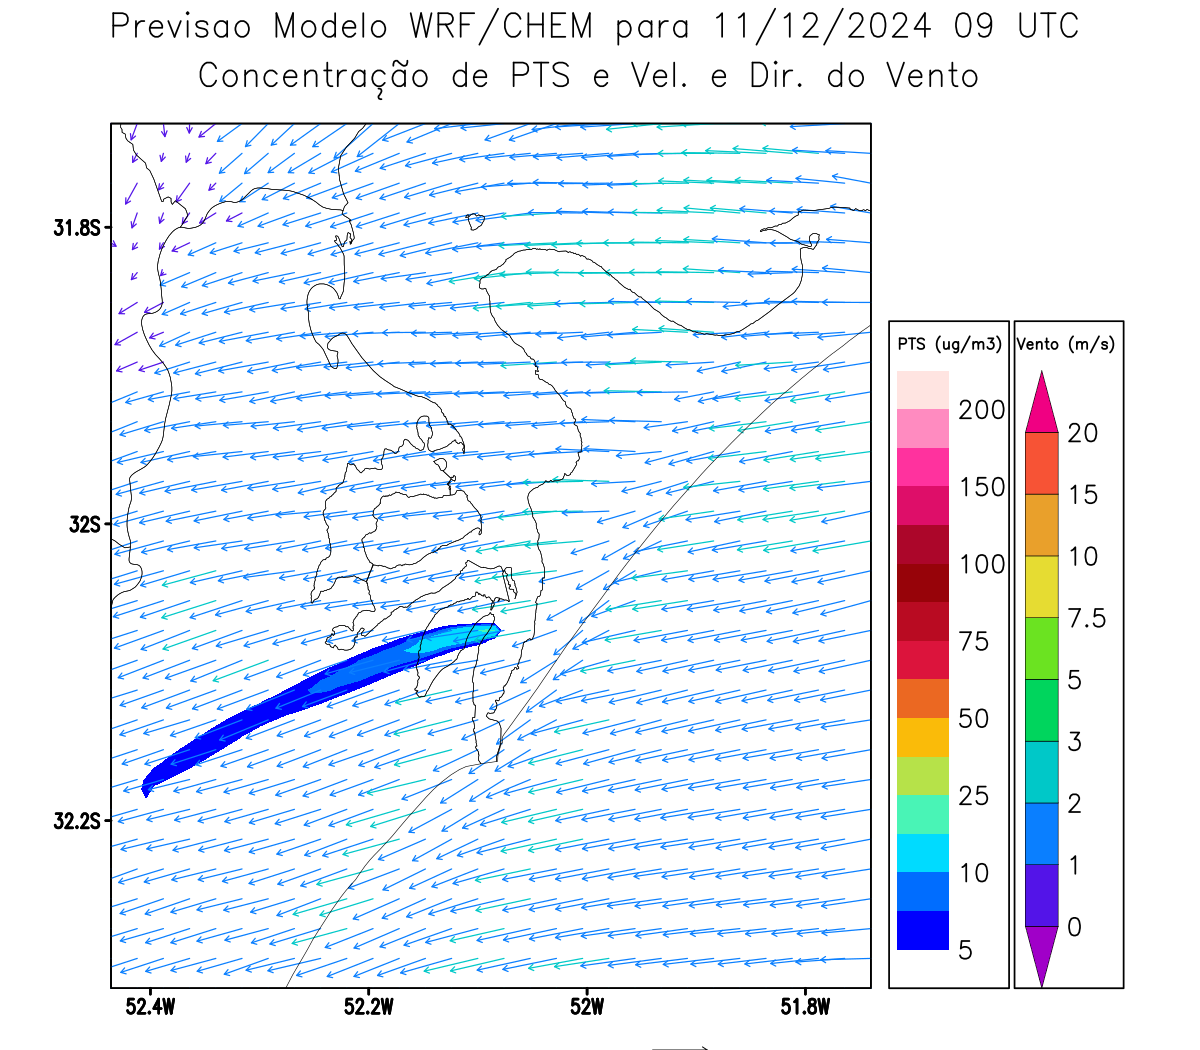 Previsao Modelo WRF/CHEM para 11/12/2024 09 UTC
Concentração de PTS e Vel. e Dir. do Vento
31.8S
32S
32.2S
52.4W 52.2W 52W 51.8W
PTS (ug/m3)
200
150
100
75
50
25
10
5
Vento (m/s)
20
15
10
7.5
5
3
2
1
0